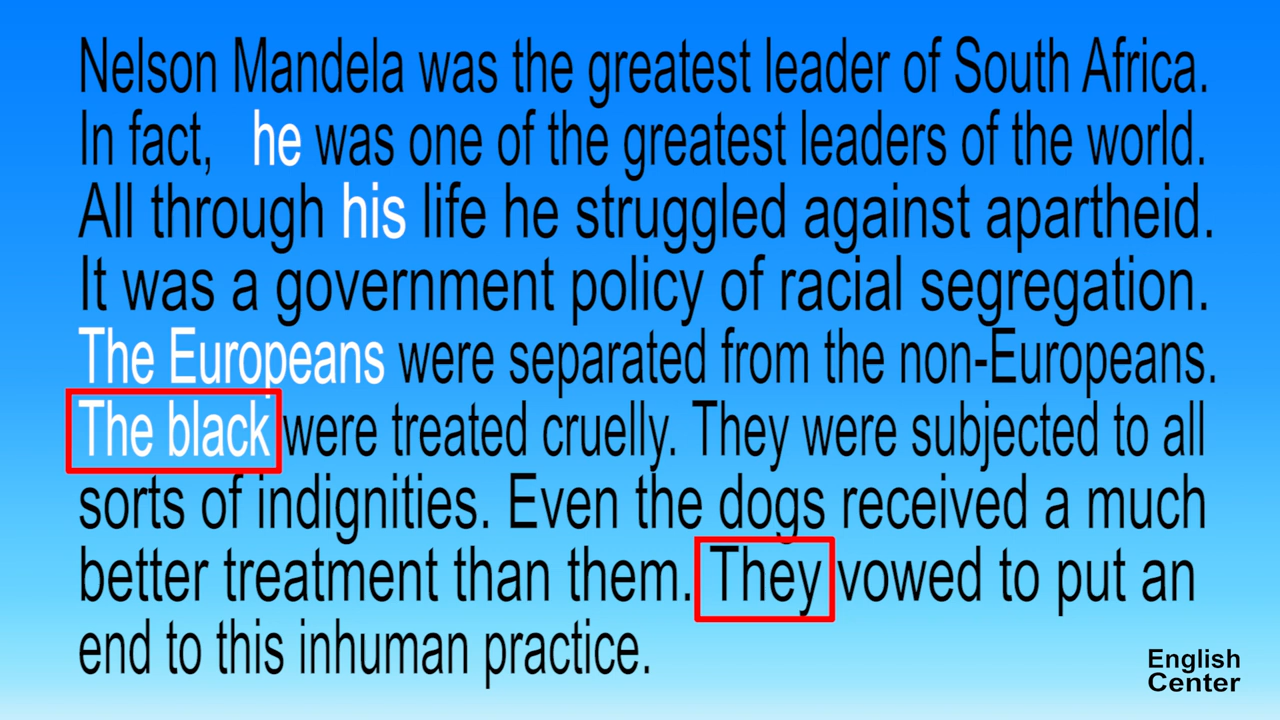 Nelson Mandela was the greatest leader of South Africa.
In fact, he was one of the greatest leaders of the world.
All through his life he struggled against apartheid.
It was a government policy of racial segregation.
The Europeans were separated from the non-Europeans.
The black were treated cruelly. They were subjected to all
sorts of indignities. Even the dogs received a much
better treatment than them. They vowed to put an
end to this inhuman practice.
English
Center